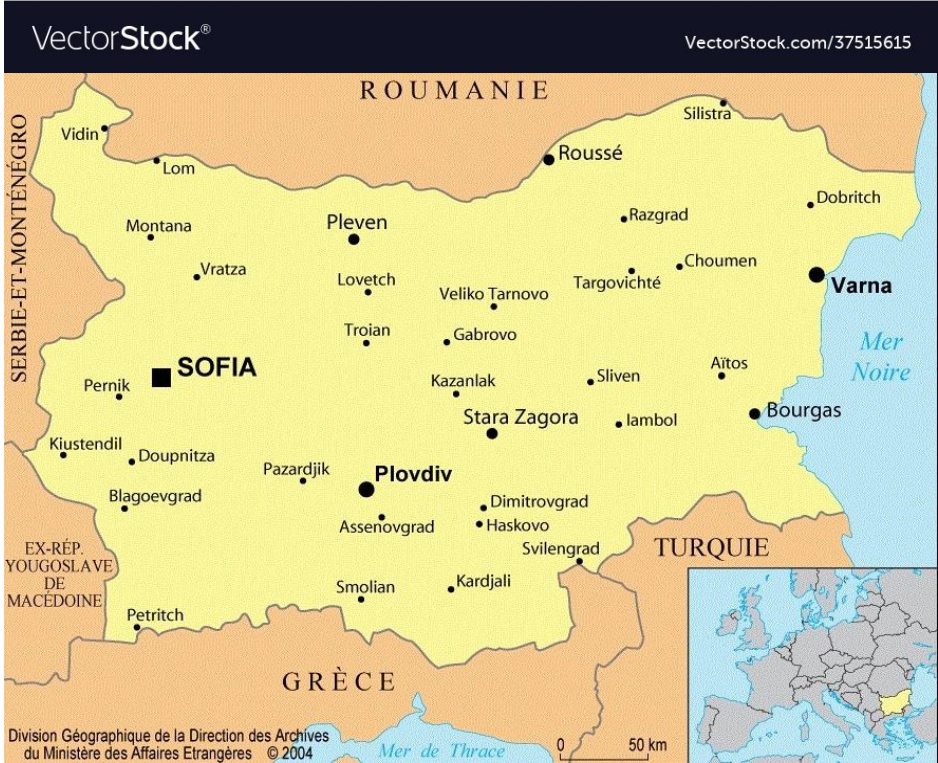 VectorStock®
VectorStock.com/37515615
ROUMANIE
SERBIE-ET-MONTÉNÉGRO
Silistra
Vidin
Roussé
Lom
Dobritch
Razgrad
Pleven
Montana
Choumen
Vratza
Targovichté
Lovetch
Varna
Veliko Tarnovo
Troian
Gabrovo
Mer
Noire
SOFIA
Aïtos
Sliven
Kazanlak
Pernik
Bourgas
Stara Zagora
Iambol
Kiustendil
Doupnitza
Pazardjik
Plovdiv
Blagoevgrad
Dimitrovgrad
Assenovgrad
Haskovo
Svilengrad
TURQUIE
EX-RÉP.
YOUGOSLAVE
DE
MACÉDOINE
Smolian
Kardjali
Petritch
GRÈCE
Division Géographique de la Direction des Archives
du Ministère des Affaires Etrangères © 2004
Mer de Thrace
0 50 km